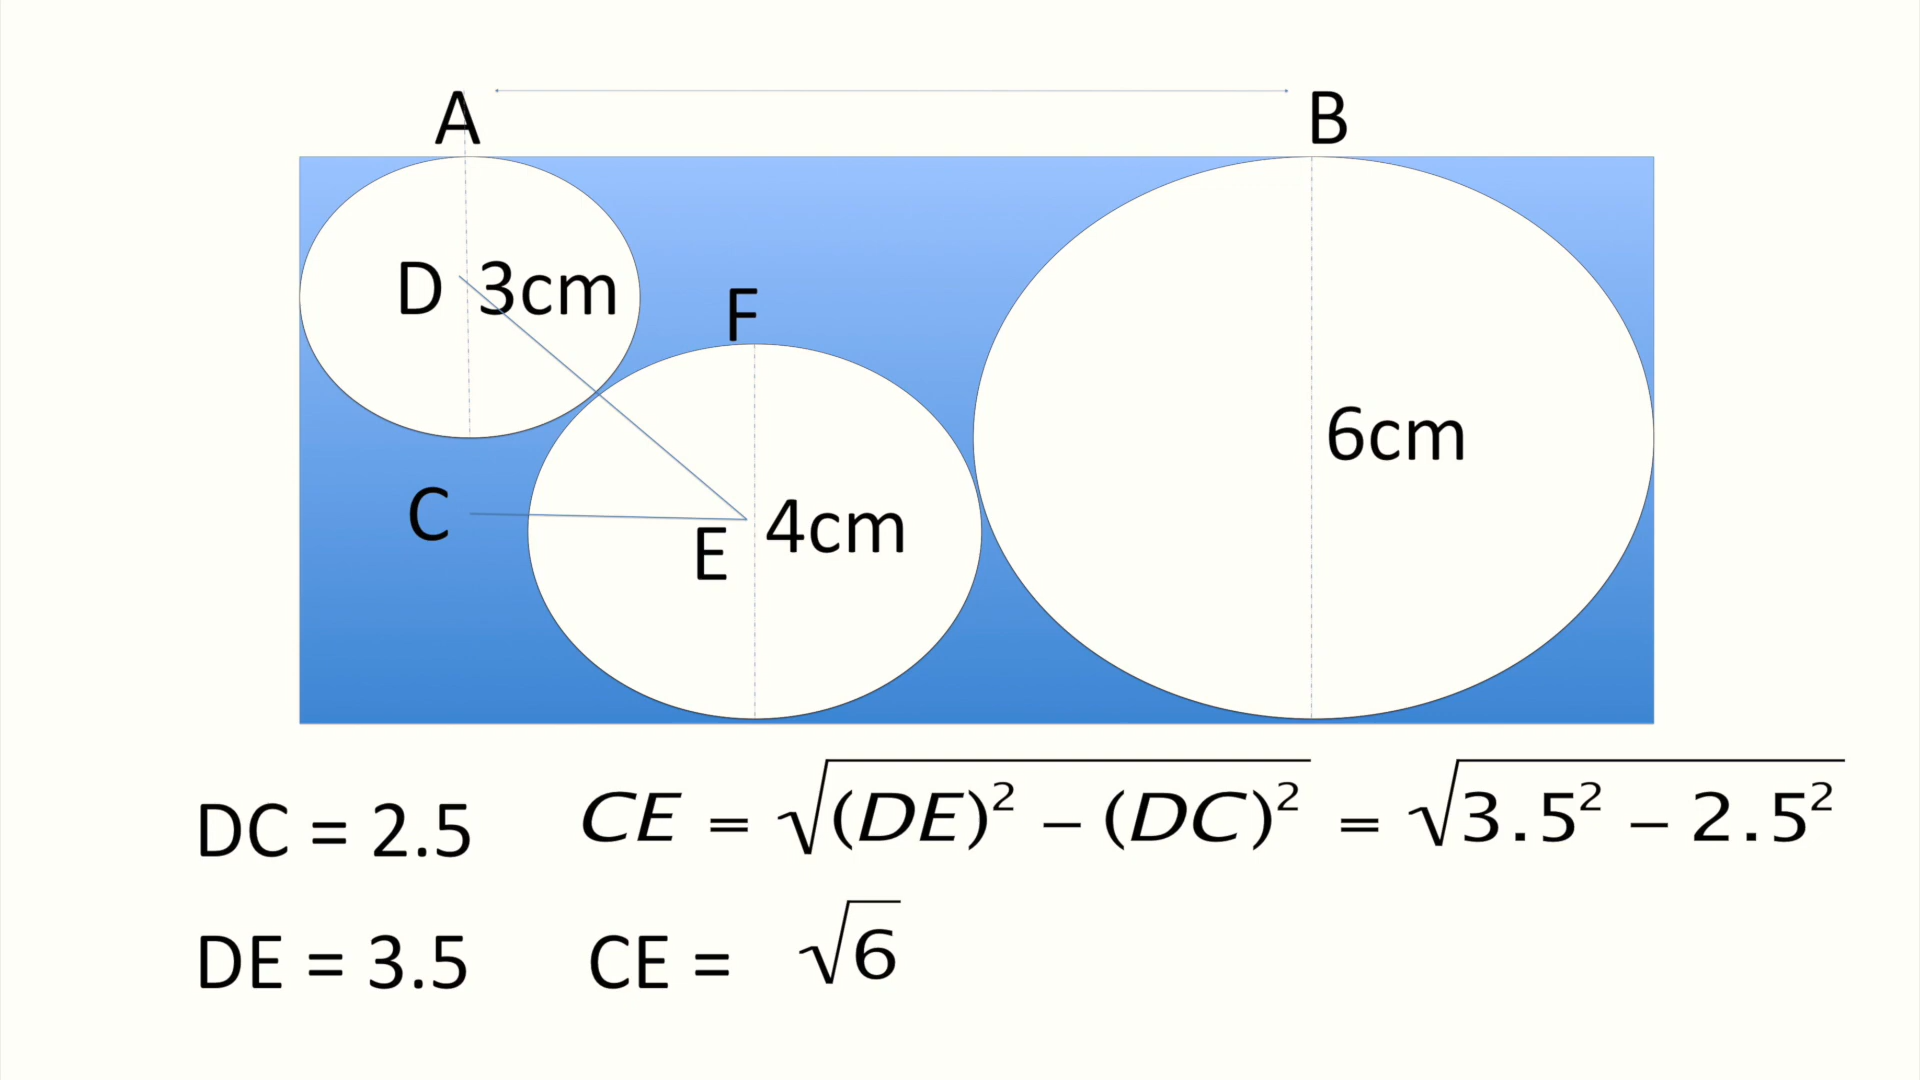 A B
D 3cm
F
6cm
C
E 4cm
DC = 2.5 CE = √(DE)² – (DC)² = √3.5² – 2.5²
DE = 3.5 CE = √6